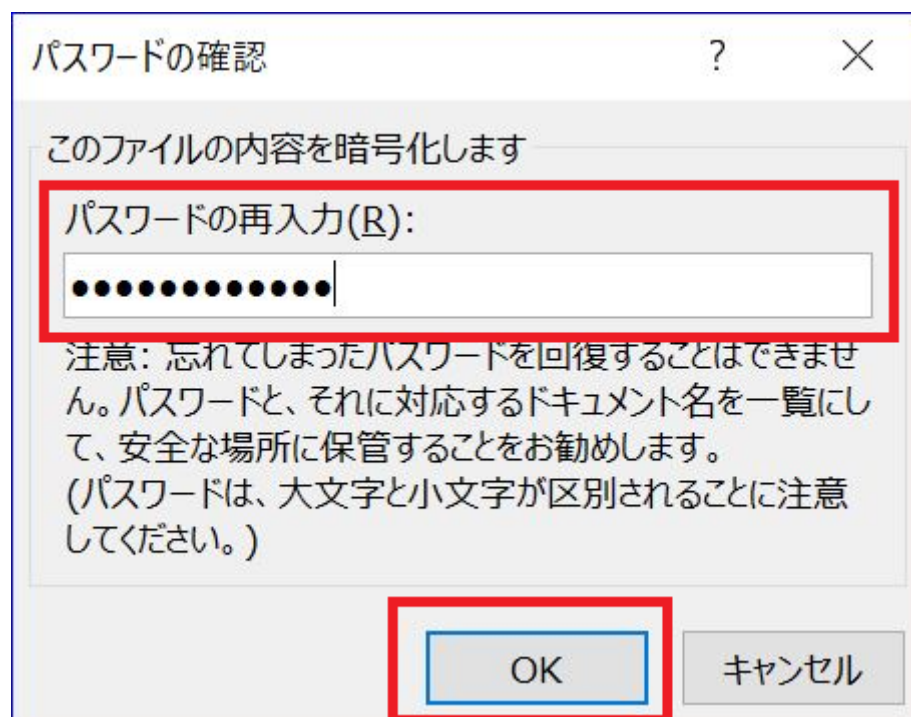 パスワードの確認 ? ×
このファイルの内容を暗号化します
パスワードの再入力(R):
●●●●●●●●●●●●
注意: 忘れてしまったパスワードを回復することはできませ
ん。パスワードと、それに対応するドキュメント名を一覧にし
て、安全な場所に保管することをお勧めします。
(パスワードは、大文字と小文字が区別されることに注意
してください。)
OK キャンセル